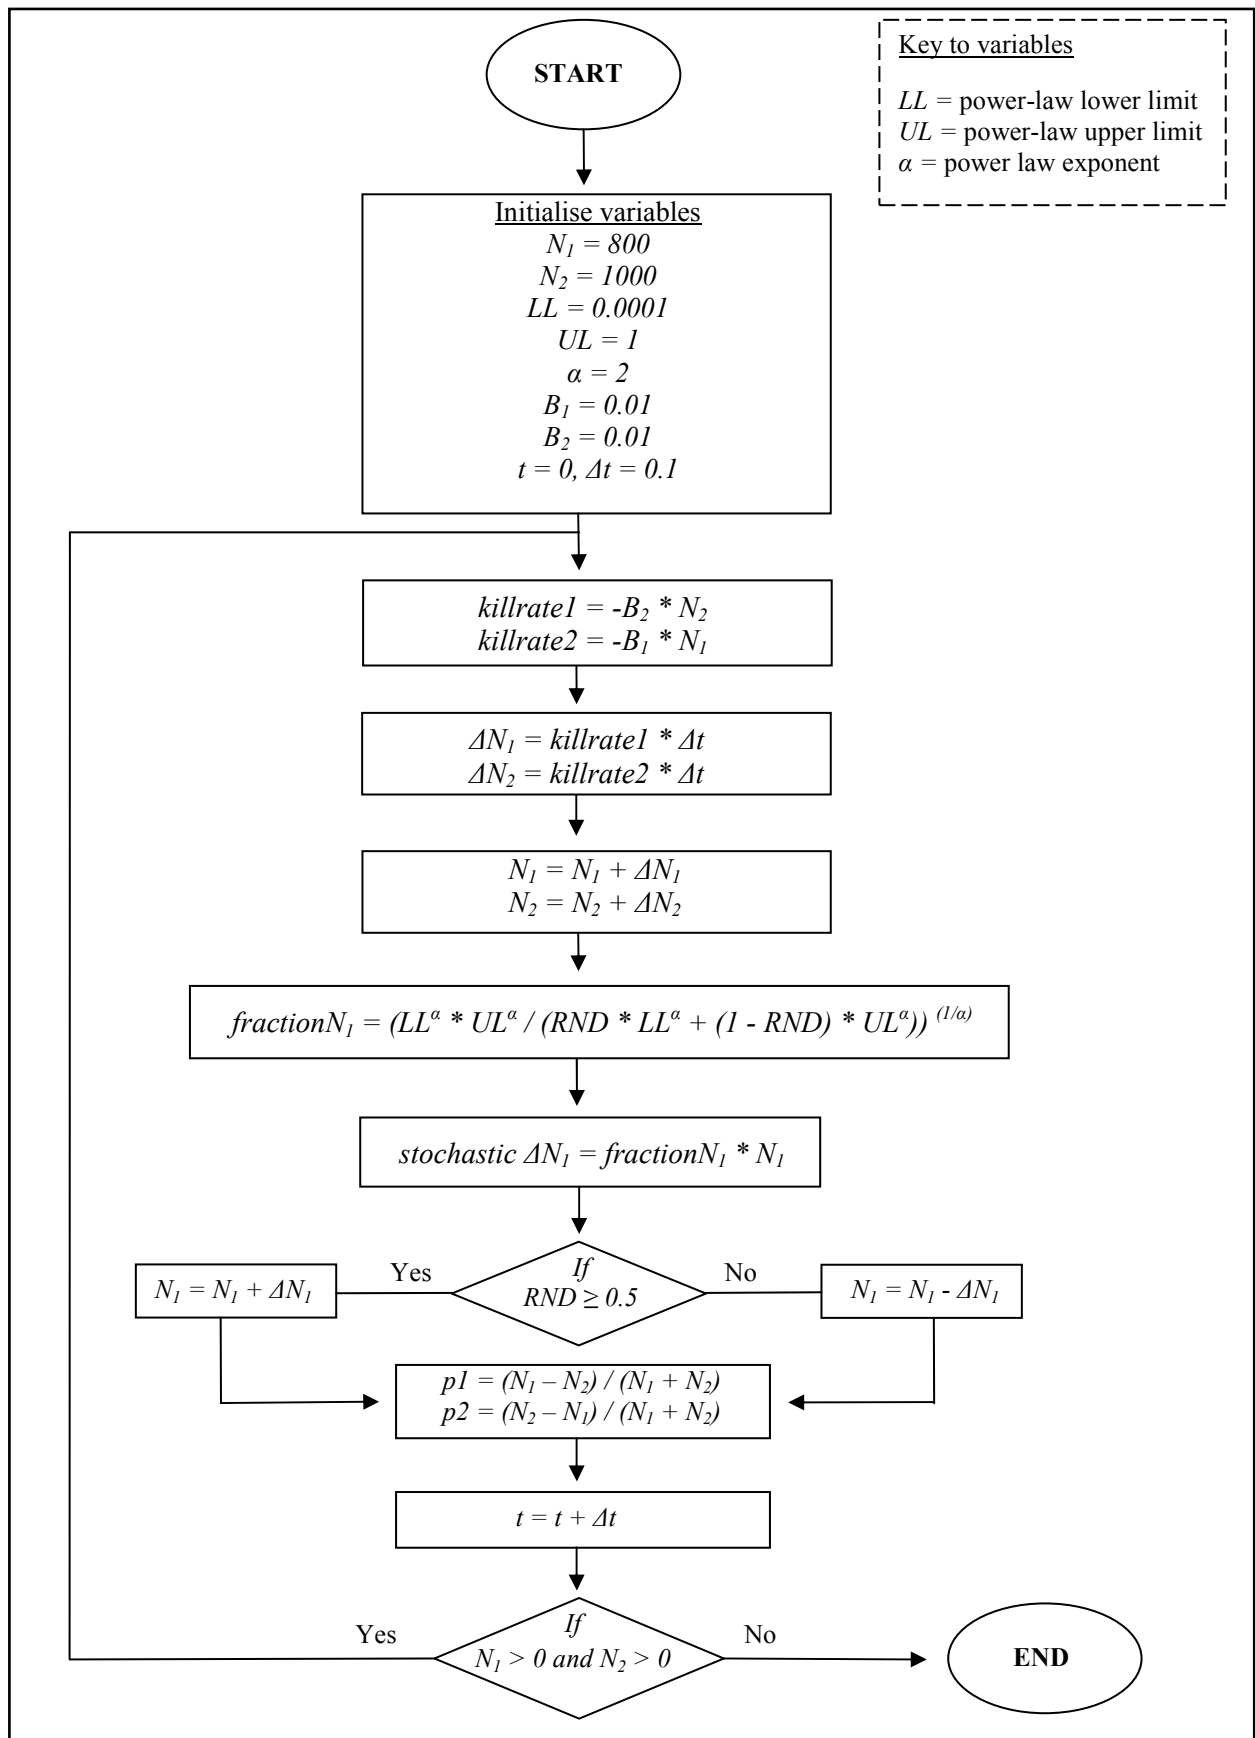 START
Key to variables
LL = power-law lower limit
UL = power-law upper limit
α = power law exponent
Initialise variables
N₁ = 800
N₂ = 1000
LL = 0.0001
UL = 1
α = 2
B₁ = 0.01
B₂ = 0.01
t = 0, Δt = 0.1
killrate1 = -B₂ * N₂
killrate2 = -B₁ * N₁
ΔN₁ = killrate1 * Δt
ΔN₂ = killrate2 * Δt
N₁ = N₁ + ΔN₁
N₂ = N₂ + ΔN₂
fractionN₁ = (LL^α * UL^α / (RND * LL^α + (1 - RND) * UL^α)) ^(1/α)
stochastic ΔN₁ = fractionN₁ * N₁
If
RND ≥ 0.5
Yes
No
N₁ = N₁ + ΔN₁
N₁ = N₁ - ΔN₁
p1 = (N₁ – N₂) / (N₁ + N₂)
p2 = (N₂ – N₁) / (N₁ + N₂)
t = t + Δt
If
N₁ > 0 and N₂ > 0
Yes
No
END